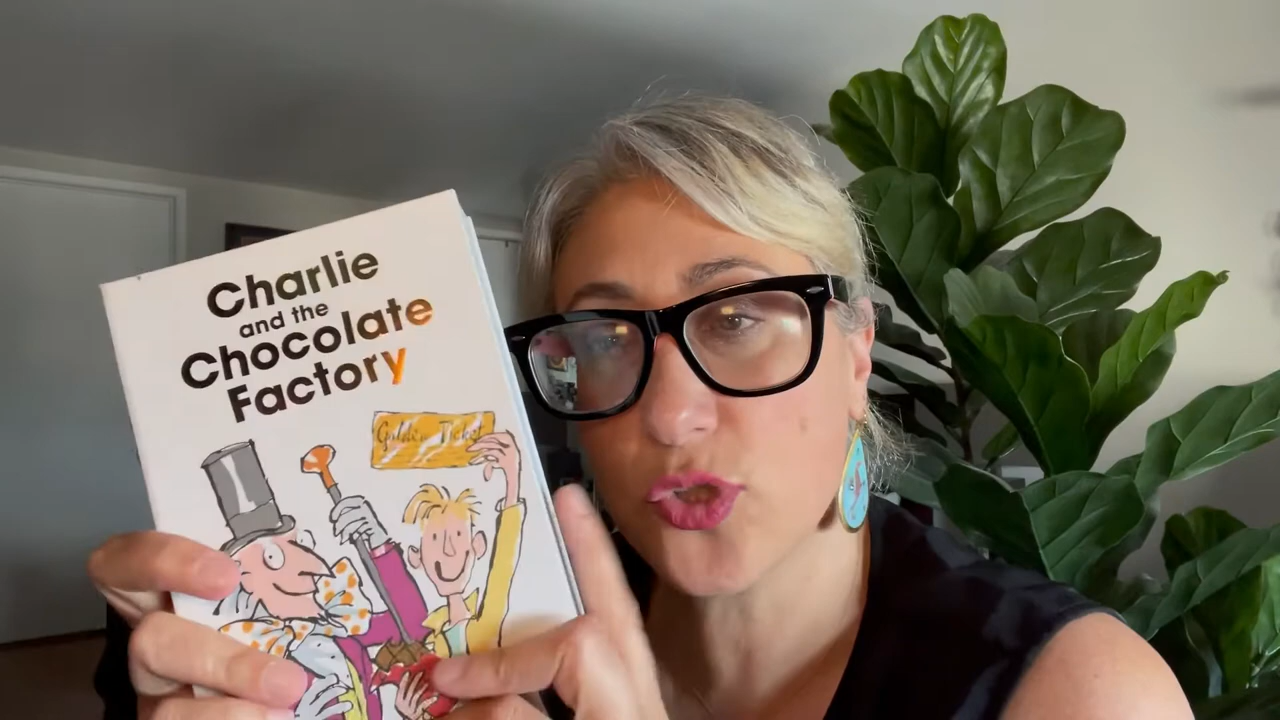 Charlie
and the
Chocolate
Factory
Golden Ticket